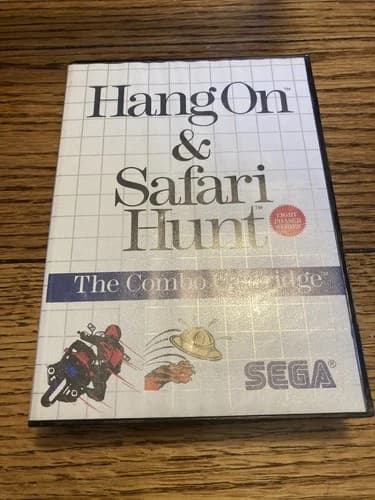 Hang On™
&
Safari
Hunt™
LIGHT
PHASER
SERIES
The Combo Cartridge™
SEGA®